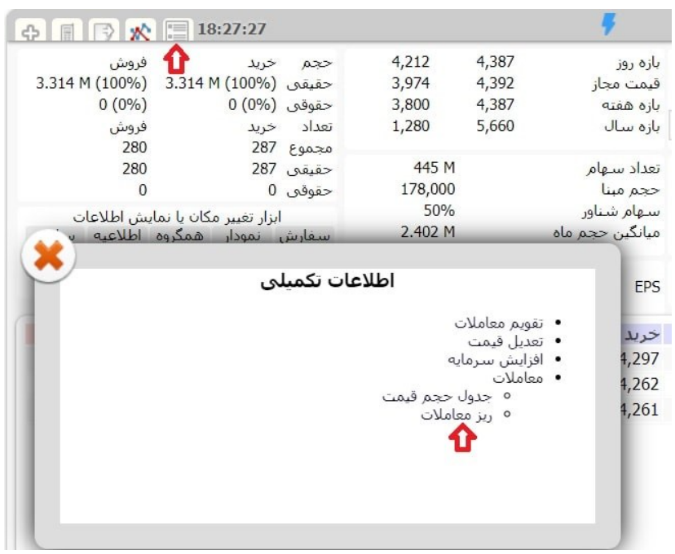 18:27:27
بازه روز 4,387 4,212
قیمت مجاز 4,392 3,974
بازه هفته 4,387 3,800
بازه سال 5,660 1,280
تعداد سهام 445 M
حجم مبنا 178,000
سهام شناور 50%
میانگین حجم ماه 2.402 M
EPS
خرید
4,297
4,262
4,261
حجم خرید فروش
حقیقی 3.314 M (100%) 3.314 M (100%)
حقوقی 0 (0%) 0 (0%)
تعداد خرید فروش
مجموع 287 280
حقیقی 287 280
حقوقی 0 0
ابزار تغییر مکان یا نمایش اطلاعات
سفارش نمودار همگروه اطلاعیه
اطلاعات تکمیلی
تقویم معاملات
تعدیل قیمت
افزایش سرمایه
معاملات
جدول حجم قیمت
ریز معاملات